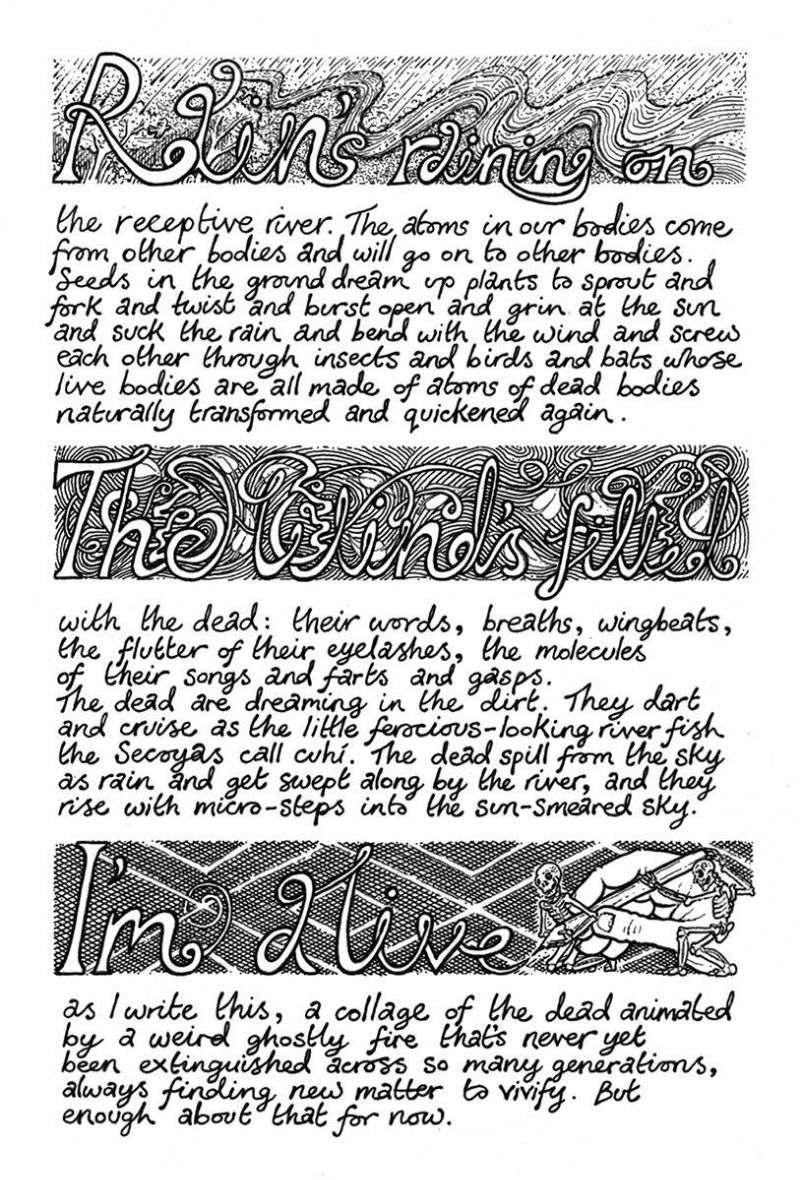 Rain's raining on
the receptive river. The atoms in our bodies come
from other bodies and will go on to other bodies.
Seeds in the ground dream up plants to sprout and
fork and twist and burst open and grin at the sun
and suck the rain and bend with the wind and screw
each other through insects and birds and bats whose
live bodies are all made of atoms of dead bodies
naturally transformed and quickened again.
The Wind's filled
with the dead: their words, breaths, wingbeats,
the flutter of their eyelashes, the molecules
of their songs and farts and gasps.
The dead are dreaming in the dirt. They dart
and cruise as the little ferocious-looking river fish
the Secoyas call cuhí. The dead spill from the sky
as rain and get swept along by the river, and they
rise with micro-steps into the sun-smeared sky.
I'm alive
as I write this, a collage of the dead animated
by a weird ghostly fire that's never yet
been extinguished across so many generations,
always finding new matter to vivify. But
enough about that for now.